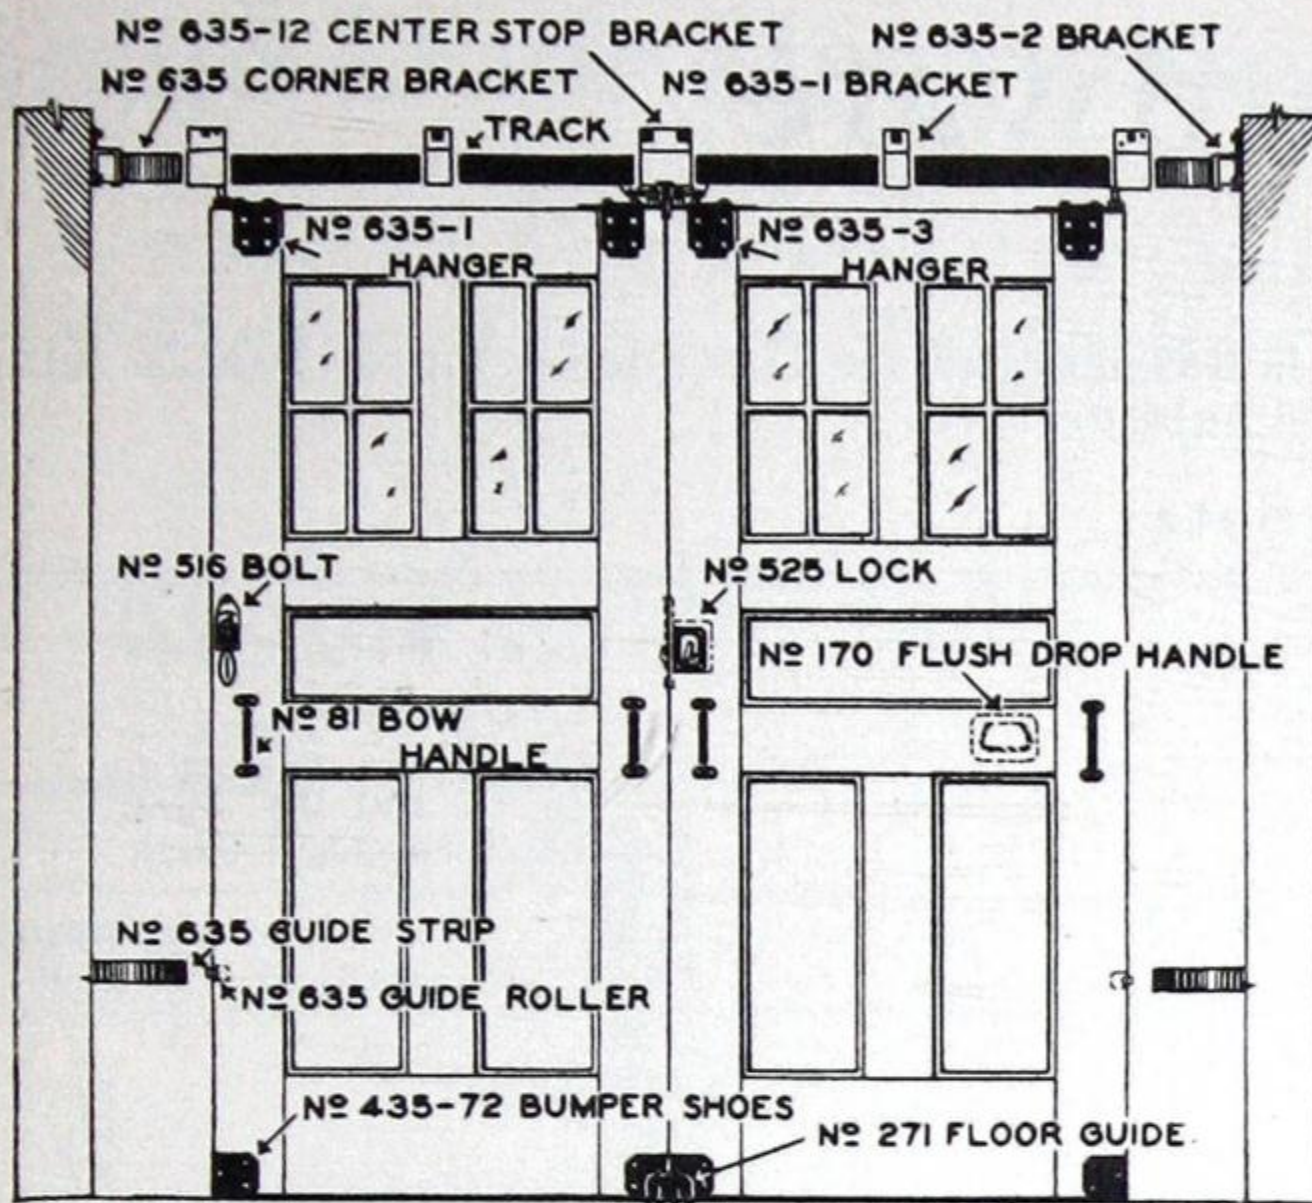 Nº 635-12 CENTER STOP BRACKET
Nº 635-2 BRACKET
Nº 635 CORNER BRACKET
Nº 635-1 BRACKET
TRACK
Nº 635-1
HANGER
Nº 635-3
HANGER
Nº 516 BOLT
Nº 525 LOCK
Nº 170 FLUSH DROP HANDLE
Nº 81 BOW
HANDLE
Nº 635 GUIDE STRIP
Nº 635 GUIDE ROLLER
Nº 435-72 BUMPER SHOES
Nº 271 FLOOR GUIDE